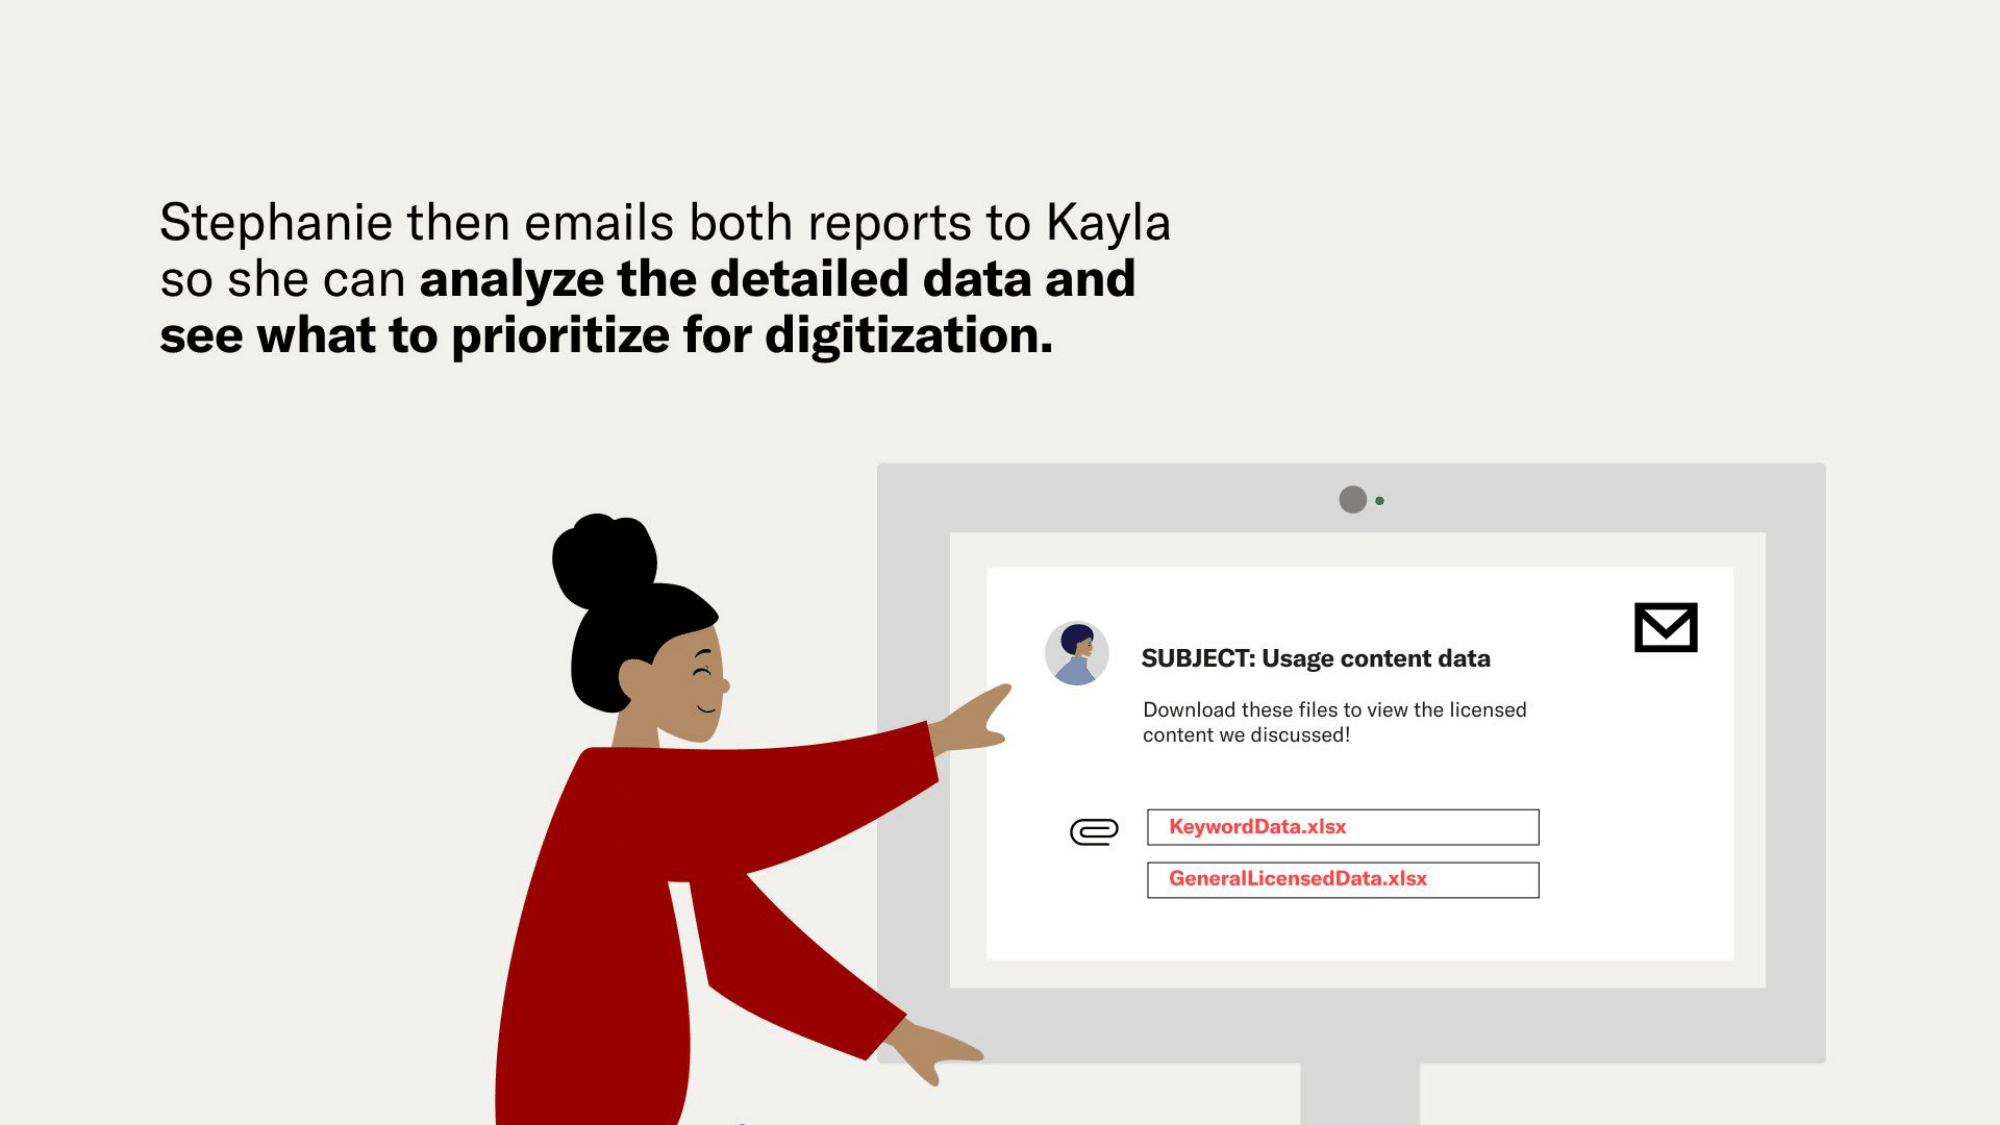 Stephanie then emails both reports to Kayla
so she can analyze the detailed data and
see what to prioritize for digitization.
SUBJECT: Usage content data
Download these files to view the licensed
content we discussed!
KeywordData.xlsx
GeneralLicensedData.xlsx